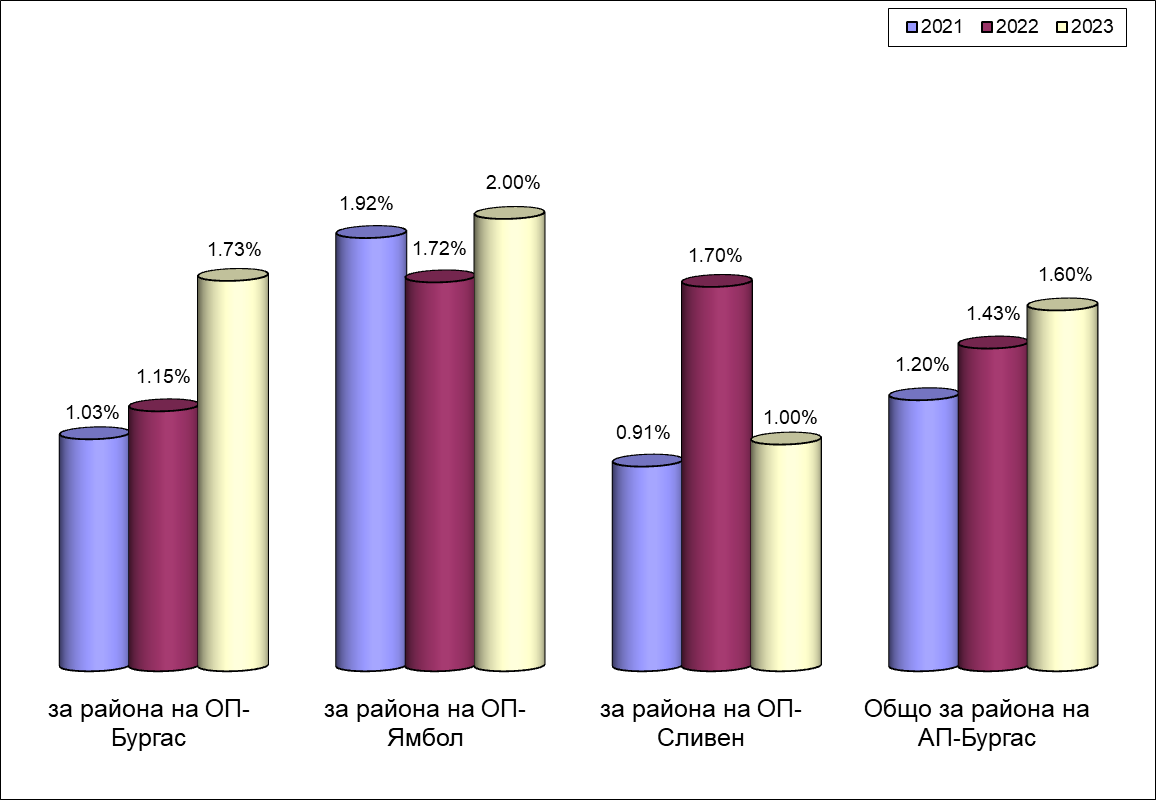 2021 2022 2023
1.03%
1.15%
1.73%
1.92%
1.72%
2.00%
0.91%
1.70%
1.00%
1.20%
1.43%
1.60%
за района на ОП-
Бургас
за района на ОП-
Ямбол
за района на ОП-
Сливен
Общо за района на
АП-Бургас